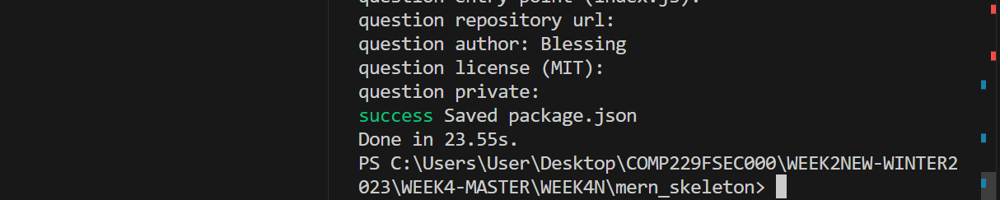 question entry point (index.js):
question repository url:
question author: Blessing
question license (MIT):
question private:
success Saved package.json
Done in 23.55s.
PS C:\Users\User\Desktop\COMP229FSEC000\WEEK2NEW-WINTER2
023\WEEK4-MASTER\WEEK4N\mern_skeleton>